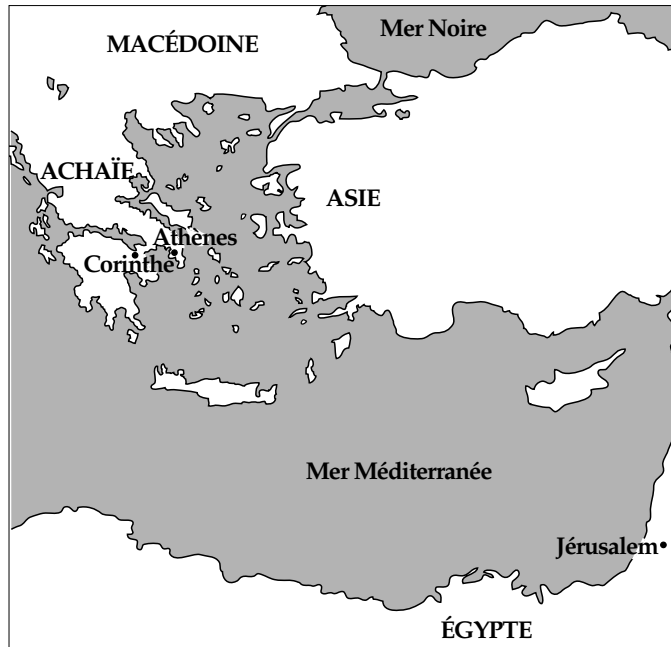 Mer Noire
MACÉDOINE
ACHAÏE
ASIE
Athènes
Corinthe
Mer Méditerranée
Jérusalem
ÉGYPTE